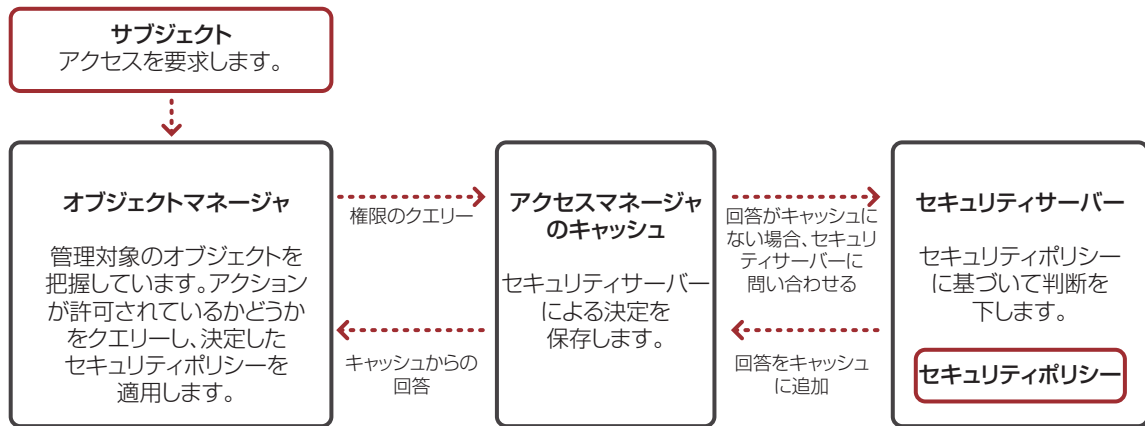 サブジェクト
アクセスを要求します。
オブジェクトマネージャ
管理対象のオブジェクトを
把握しています。アクション
が許可されているかどうか
をクエリーし、決定した
セキュリティポリシーを
適用します。
権限のクエリー
キャッシュからの
回答
アクセスマネージャ
のキャッシュ
セキュリティサーバー
による決定を
保存します。
回答がキャッシュに
ない場合、セキュリ
ティサーバーに
問い合わせる
回答をキャッシュ
に追加
セキュリティサーバー
セキュリティポリシー
に基づいて判断を
下します。
セキュリティポリシー